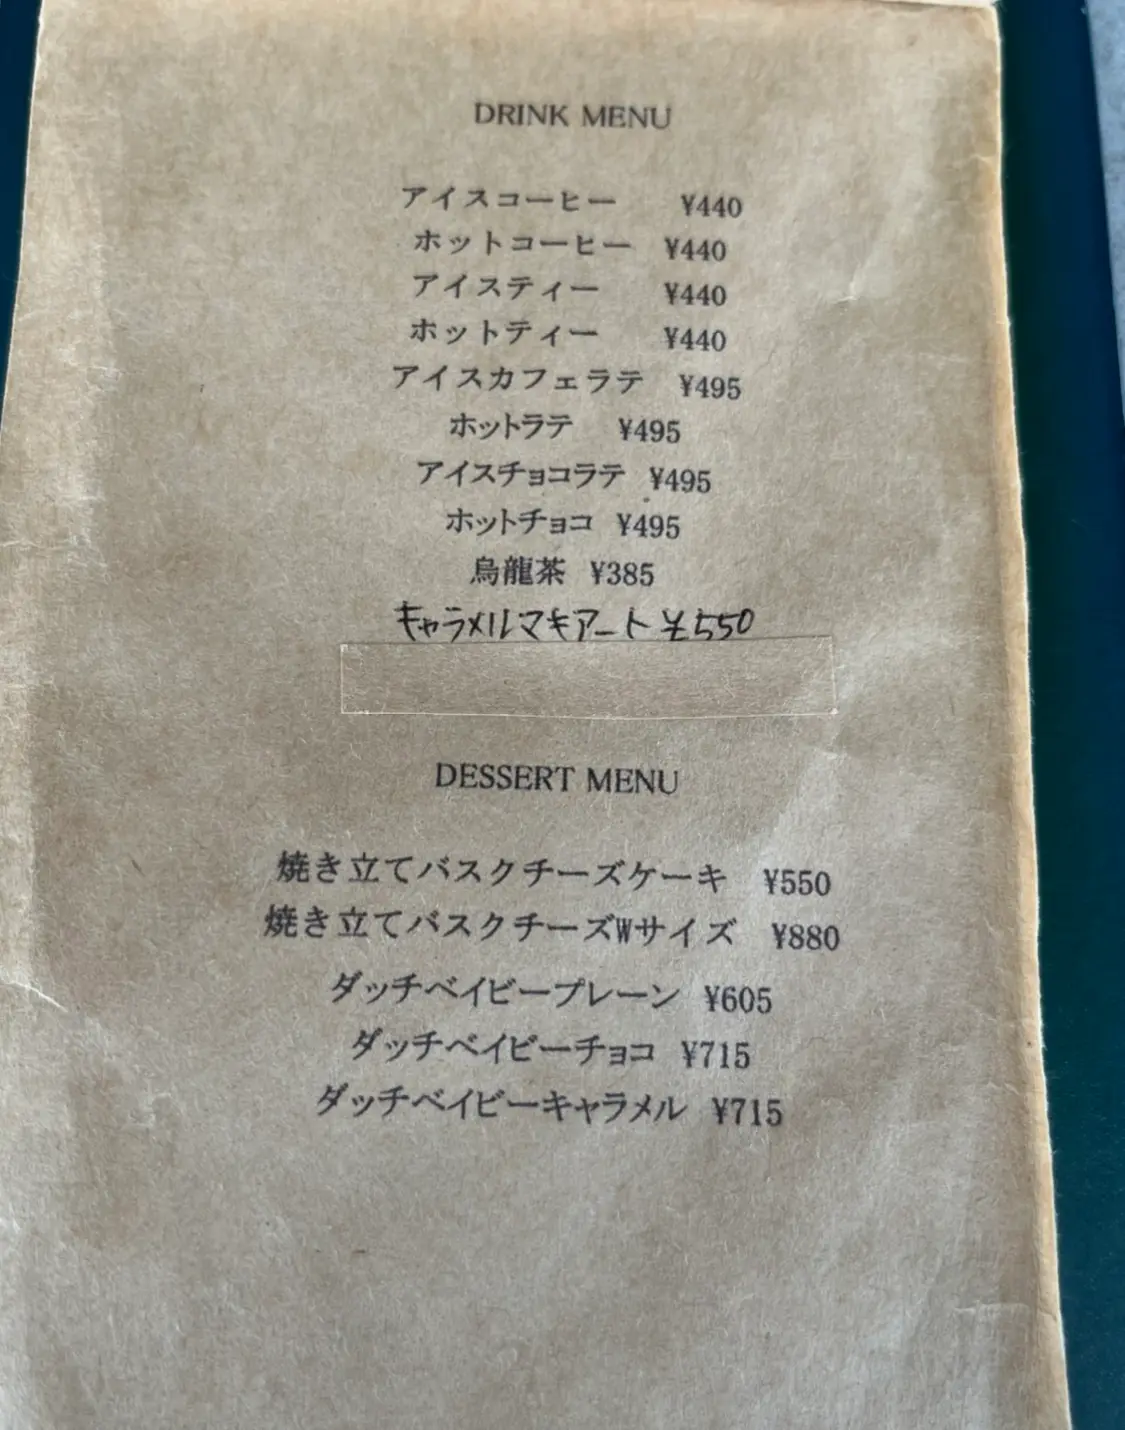 DRINK MENU
アイスコーヒー ¥440
ホットコーヒー ¥440
アイスティー ¥440
ホットティー ¥440
アイスカフェラテ ¥495
ホットラテ ¥495
アイスチョコラテ ¥495
ホットチョコ ¥495
烏龍茶 ¥385
キャラメルマキアート ¥550
DESSERT MENU
焼き立てバスクチーズケーキ ¥550
焼き立てバスクチーズWサイズ ¥880
ダッチベイビープレーン ¥605
ダッチベイビーチョコ ¥715
ダッチベイビーキャラメル ¥715